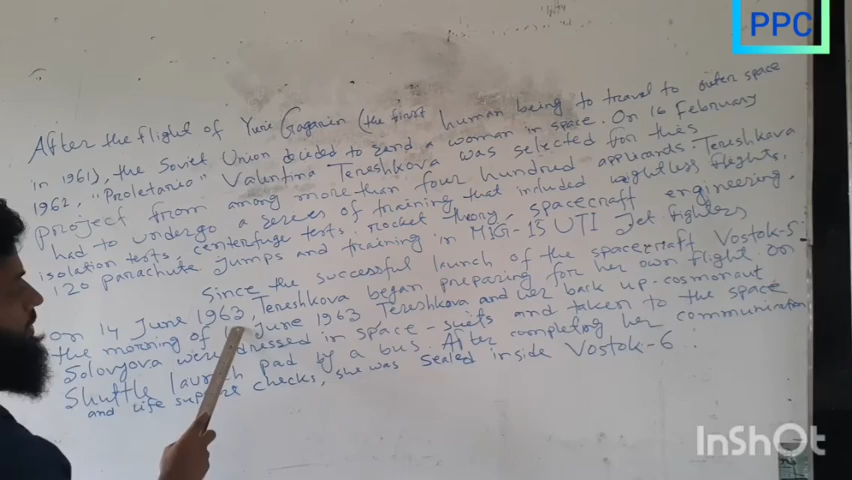 PPC
After the flight of Yurie Gagarin (the first human being to travel to outer space
in 1961), the Soviet Union decided to send a woman in space. On 16 February
1962, "Proletario" Valentina Tereshkova was selected for this
project from among more than four hundred applicants. Tereshkova
had to undergo a series of training that included weightless flights,
isolation tests, centerfuge tests, rocket theory, spacecraft engineering,
120 parachute jumps and training in MIG-15 UTI Jet fighters
Since the successful launch of the spacecraft Vostok-5
on 14 June 1963, Tereshkova began preparing for her own flight. On
the morning of June 1963 Tereshkova and her back up-cosmonaut
Solovyova were dressed in space-suits and taken to the space
Shuttle launch pad by a bus. After completing her communication
and life support checks, she was sealed inside Vostok-6.
InShOt